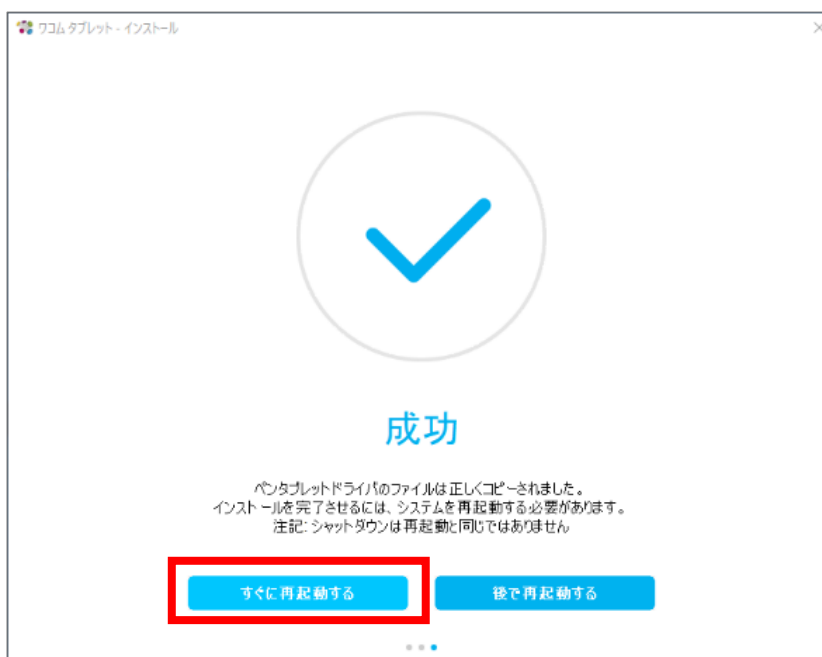 ワコム タブレット - インストール
成功
ペンタブレットドライバのファイルは正しくコピーされました。
インストールを完了させるには、システムを再起動する必要があります。
注記: シャットダウンは再起動と同じではありません
すぐに再起動する
後で再起動する